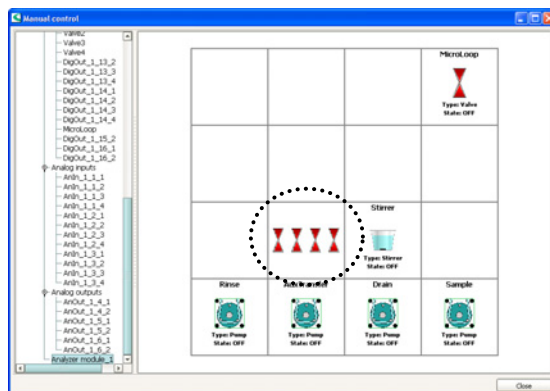 Manual control
Valve2
Valve3
Valve4
DigOut_1_13_2
DigOut_1_13_3
DigOut_1_13_4
DigOut_1_14_1
DigOut_1_14_2
DigOut_1_14_3
DigOut_1_14_4
MicroLoop
DigOut_1_15_2
DigOut_1_16_1
DigOut_1_16_2
Analog inputs
AnIn_1_1_1
AnIn_1_1_2
AnIn_1_1_3
AnIn_1_1_4
AnIn_1_2_1
AnIn_1_2_2
AnIn_1_2_3
AnIn_1_2_4
AnIn_1_3_1
AnIn_1_3_2
AnIn_1_3_3
AnIn_1_3_4
Analog outputs
AnOut_1_4_1
AnOut_1_4_2
AnOut_1_5_1
AnOut_1_5_2
AnOut_1_6_1
AnOut_1_6_2
Analyzer module_1
MicroLoop
Type: Valve
State: OFF
Stirrer
Type: Stirrer
State: OFF
Rinse
Type: Pump
State: OFF
Type: Pump
State: OFF
Drain
Type: Pump
State: OFF
Sample
Type: Pump
State: OFF
Close